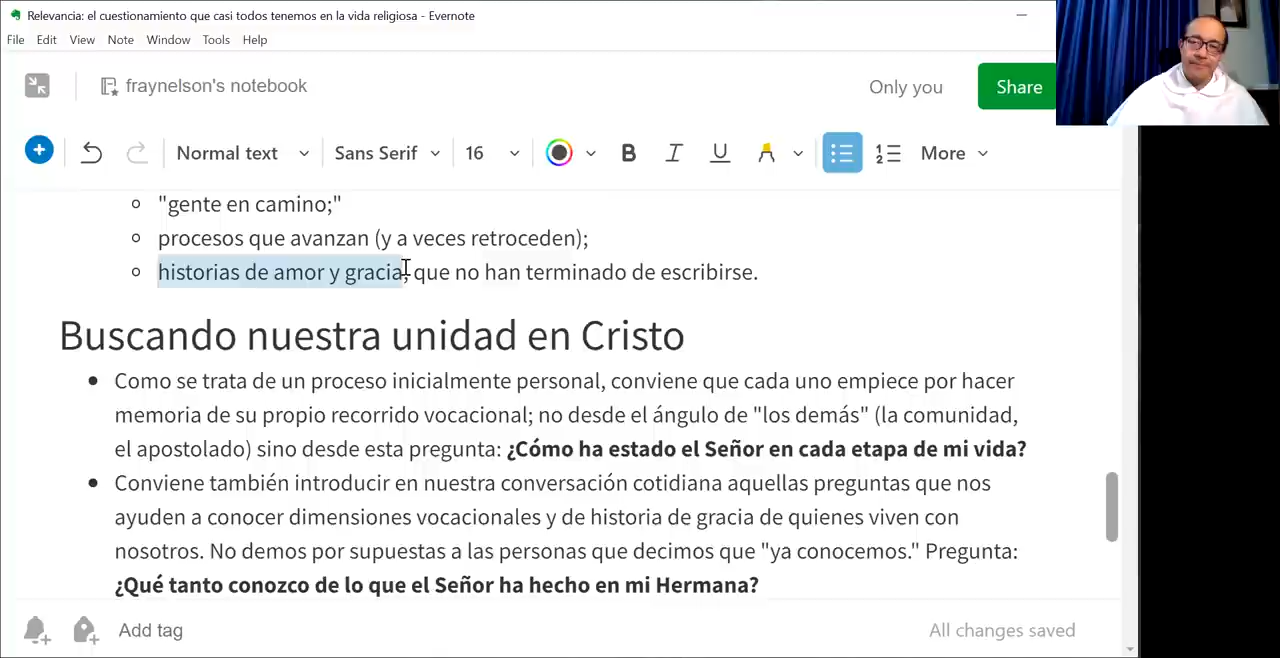 Relevancia: el cuestionamiento que casi todos tenemos en la vida religiosa - Evernote
File Edit View Note Window Tools Help
fraynelson's notebook Only you Share
Normal text Sans Serif 16 B I U More
"gente en camino;"
procesos que avanzan (y a veces retroceden);
historias de amor y gracia, que no han terminado de escribirse.
Buscando nuestra unidad en Cristo
Como se trata de un proceso inicialmente personal, conviene que cada uno empiece por hacer
memoria de su propio recorrido vocacional; no desde el ángulo de "los demás" (la comunidad,
el apostolado) sino desde esta pregunta: ¿Cómo ha estado el Señor en cada etapa de mi vida?
Conviene también introducir en nuestra conversación cotidiana aquellas preguntas que nos
ayuden a conocer dimensiones vocacionales y de historia de gracia de quienes viven con
nosotros. No demos por supuestas a las personas que decimos que "ya conocemos." Pregunta:
¿Qué tanto conozco de lo que el Señor ha hecho en mi Hermana?
Add tag All changes saved